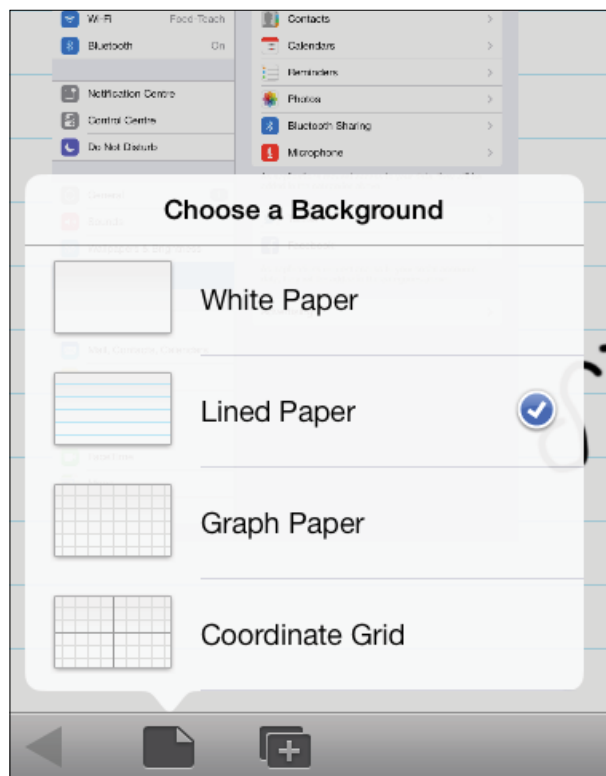 Wi-Fi Food-Teach
Bluetooth On
Notification Centre
Control Centre
Do Not Disturb
Contacts
Calendars
Reminders
Photos
Bluetooth Sharing
Microphone
Choose a Background
White Paper
Lined Paper
Graph Paper
Coordinate Grid